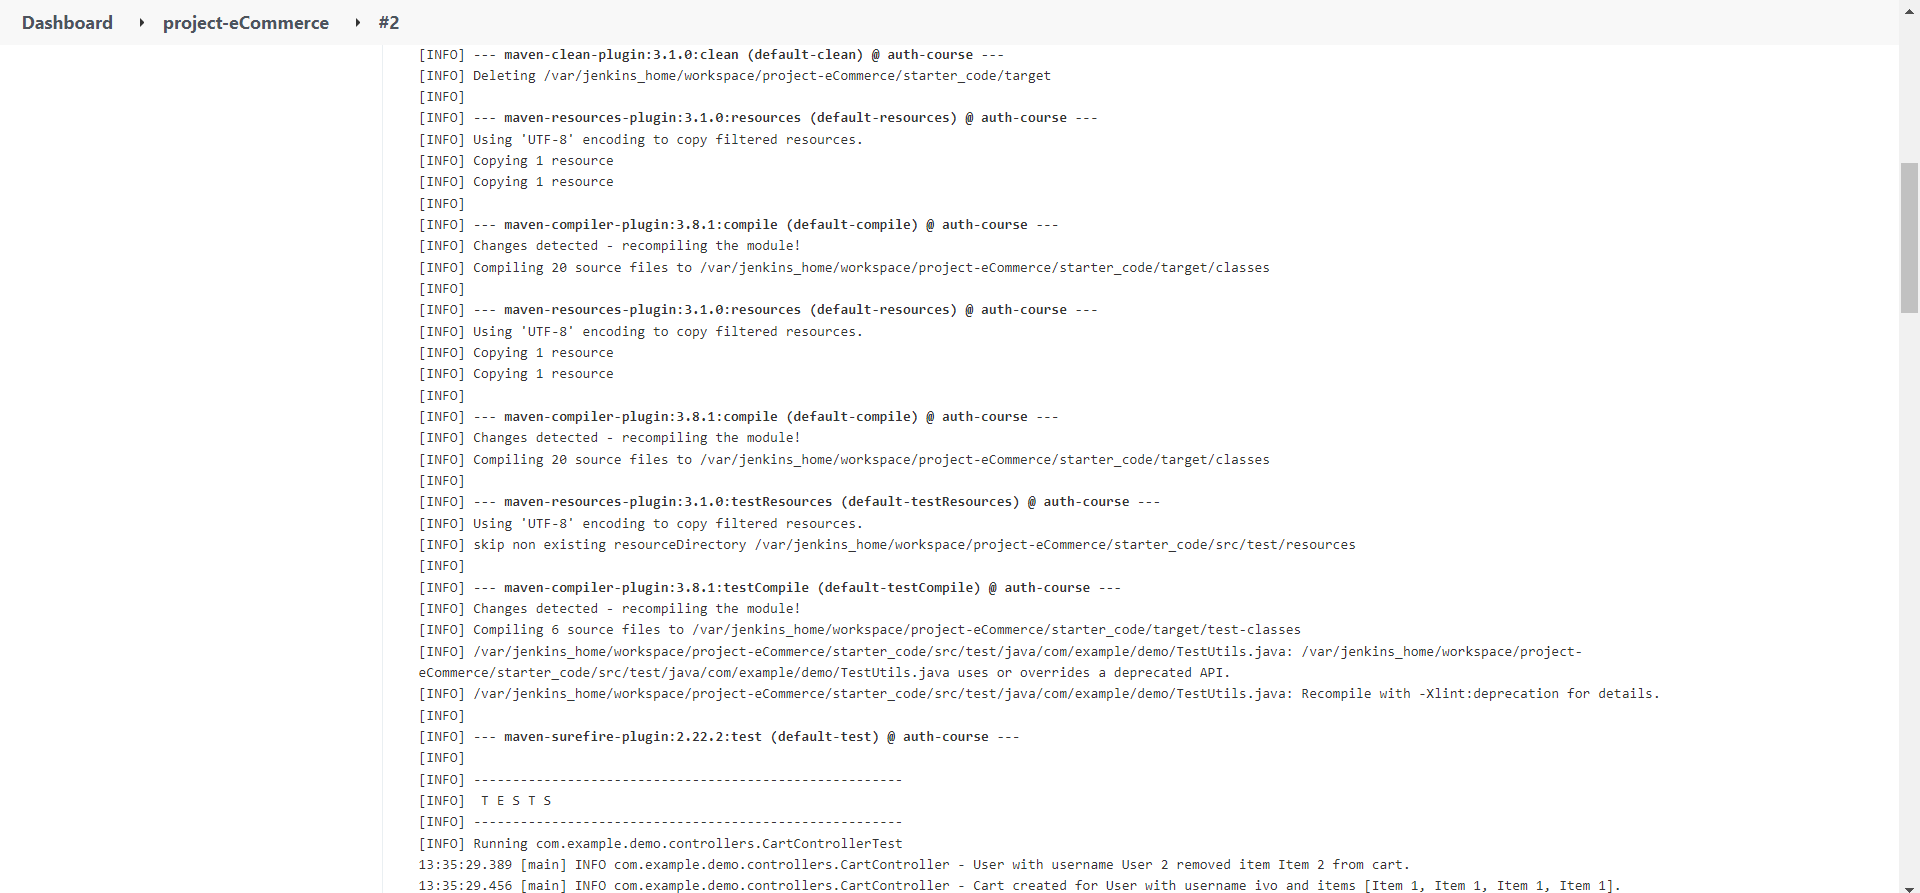 Dashboard
project-eCommerce
#2
[INFO] --- maven-clean-plugin:3.1.0:clean (default-clean) @ auth-course ---
[INFO] Deleting /var/jenkins_home/workspace/project-eCommerce/starter_code/target
[INFO]
[INFO] --- maven-resources-plugin:3.1.0:resources (default-resources) @ auth-course ---
[INFO] Using 'UTF-8' encoding to copy filtered resources.
[INFO] Copying 1 resource
[INFO] Copying 1 resource
[INFO]
[INFO] --- maven-compiler-plugin:3.8.1:compile (default-compile) @ auth-course ---
[INFO] Changes detected - recompiling the module!
[INFO] Compiling 20 source files to /var/jenkins_home/workspace/project-eCommerce/starter_code/target/classes
[INFO]
[INFO] --- maven-resources-plugin:3.1.0:resources (default-resources) @ auth-course ---
[INFO] Using 'UTF-8' encoding to copy filtered resources.
[INFO] Copying 1 resource
[INFO] Copying 1 resource
[INFO]
[INFO] --- maven-compiler-plugin:3.8.1:compile (default-compile) @ auth-course ---
[INFO] Changes detected - recompiling the module!
[INFO] Compiling 20 source files to /var/jenkins_home/workspace/project-eCommerce/starter_code/target/classes
[INFO]
[INFO] --- maven-resources-plugin:3.1.0:testResources (default-testResources) @ auth-course ---
[INFO] Using 'UTF-8' encoding to copy filtered resources.
[INFO] skip non existing resourceDirectory /var/jenkins_home/workspace/project-eCommerce/starter_code/src/test/resources
[INFO]
[INFO] --- maven-compiler-plugin:3.8.1:testCompile (default-testCompile) @ auth-course ---
[INFO] Changes detected - recompiling the module!
[INFO] Compiling 6 source files to /var/jenkins_home/workspace/project-eCommerce/starter_code/target/test-classes
[INFO] /var/jenkins_home/workspace/project-eCommerce/starter_code/src/test/java/com/example/demo/TestUtils.java: /var/jenkins_home/workspace/project-
eCommerce/starter_code/src/test/java/com/example/demo/TestUtils.java uses or overrides a deprecated API.
[INFO] /var/jenkins_home/workspace/project-eCommerce/starter_code/src/test/java/com/example/demo/TestUtils.java: Recompile with -Xlint:deprecation for details.
[INFO]
[INFO] --- maven-surefire-plugin:2.22.2:test (default-test) @ auth-course ---
[INFO]
[INFO] -------------------------------------------------------
[INFO]  T E S T S
[INFO] -------------------------------------------------------
[INFO] Running com.example.demo.controllers.CartControllerTest
13:35:29.389 [main] INFO com.example.demo.controllers.CartController - User with username User 2 removed item Item 2 from cart.
13:35:29.456 [main] INFO com.example.demo.controllers.CartController - Cart created for User with username ivo and items [Item 1, Item 1, Item 1, Item 1].